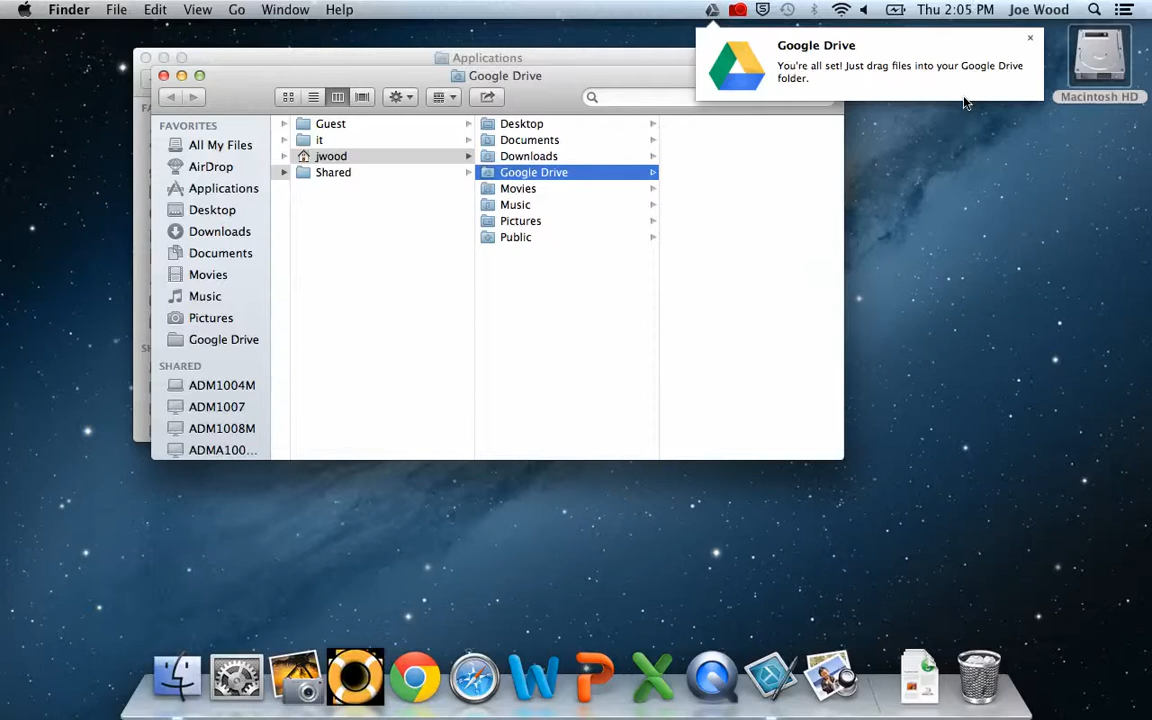 Finder File Edit View Go Window Help Thu 2:05 PM Joe Wood
Google Drive
You're all set! Just drag files into your Google Drive
folder.
Macintosh HD
Applications
Google Drive
FAVORITES
All My Files
AirDrop
Applications
Desktop
Downloads
Documents
Movies
Music
Pictures
Google Drive
SHARED
ADM1004M
ADM1007
ADM1008M
ADMA100...
Guest
it
jwood
Shared
Desktop
Documents
Downloads
Google Drive
Movies
Music
Pictures
Public